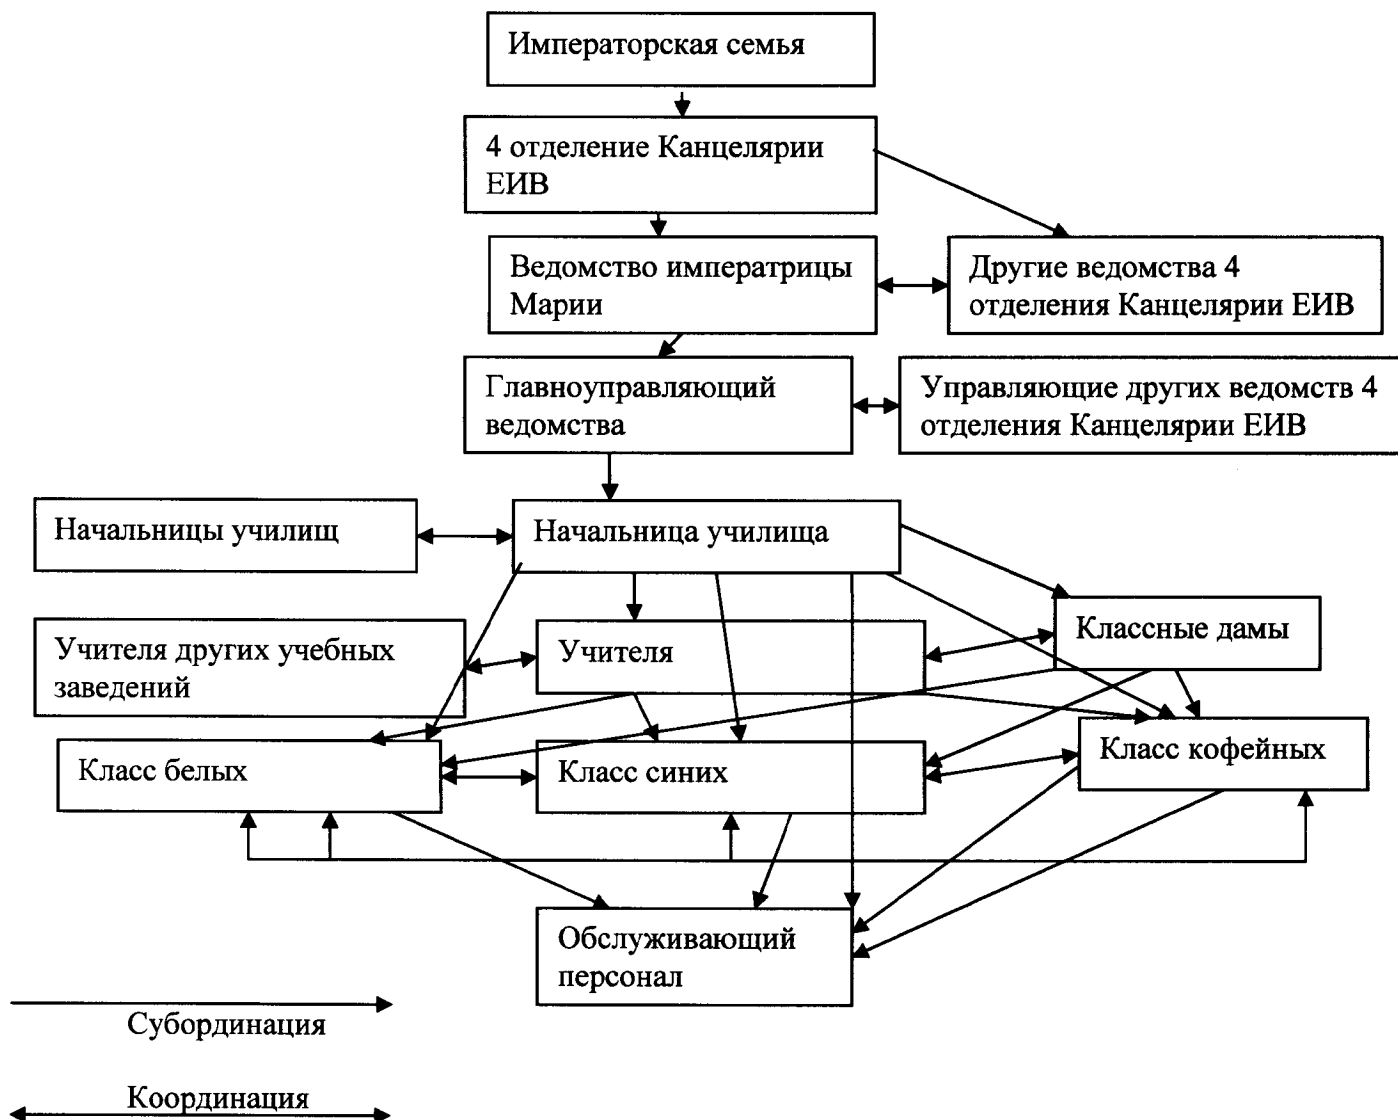 Императорская семья
4 отделение Канцелярии
ЕИВ
Ведомство императрицы
Марии
Другие ведомства 4
отделения Канцелярии ЕИВ
Главноуправляющий
ведомства
Управляющие других ведомств 4
отделения Канцелярии ЕИВ
Начальницы училищ
Начальница училища
Классные дамы
Учителя других учебных
заведений
Учителя
Класс белых
Класс синих
Класс кофейных
Обслуживающий
персонал
Субординация
Координация